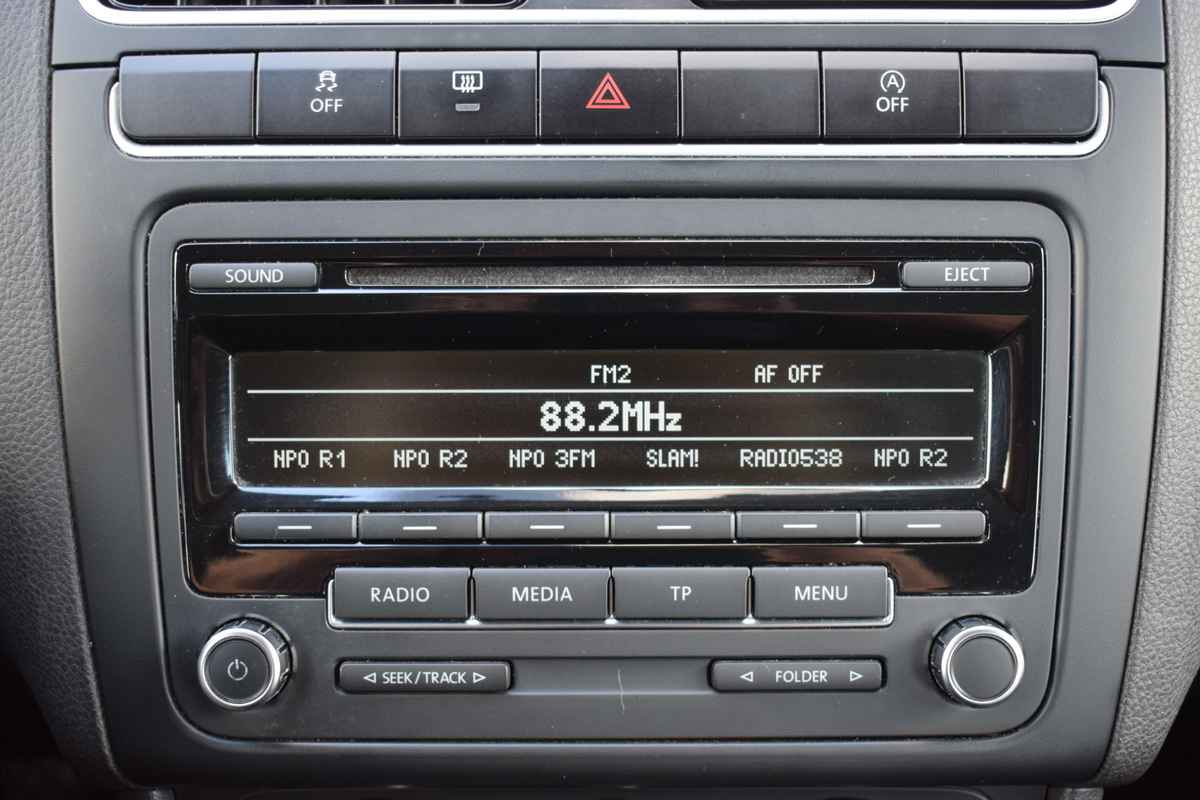 OFF
A
OFF
SOUND EJECT
FM2 AF OFF
88.2MHz
NPO R1 NPO R2 NPO 3FM SLAM! RADIO538 NPO R2
RADIO MEDIA TP MENU
SEEK/TRACK FOLDER